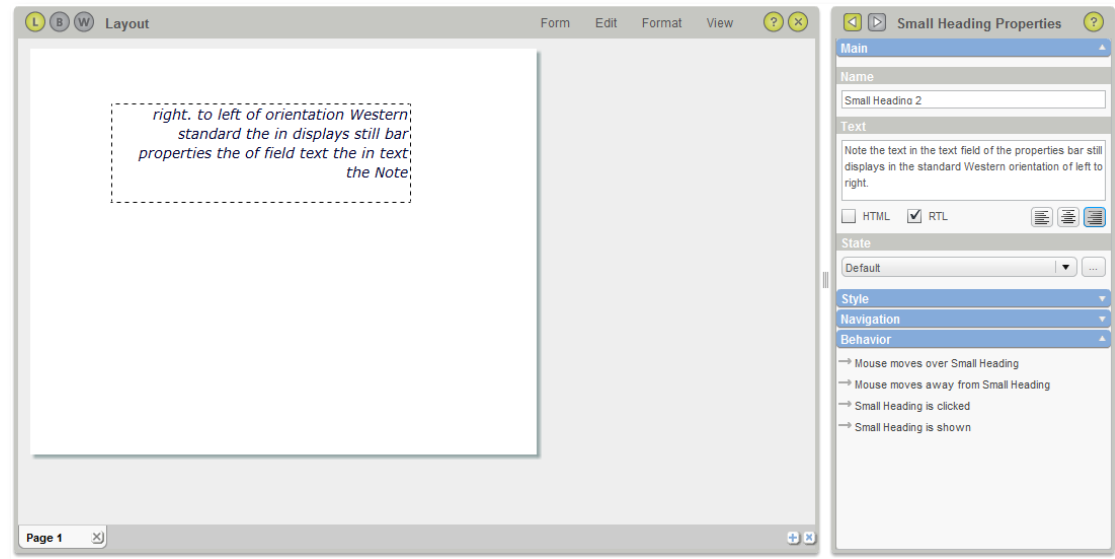 L B W Layout Form Edit Format View ? X
right. to left of orientation Western
standard the in displays still bar
properties the of field text the in text
the Note
Page 1
Small Heading Properties ?
Main
Name
Small Heading 2
Text
Note the text in the text field of the properties bar still
displays in the standard Western orientation of left to
right.
HTML RTL
State
Default ...
Style
Navigation
Behavior
Mouse moves over Small Heading
Mouse moves away from Small Heading
Small Heading is clicked
Small Heading is shown